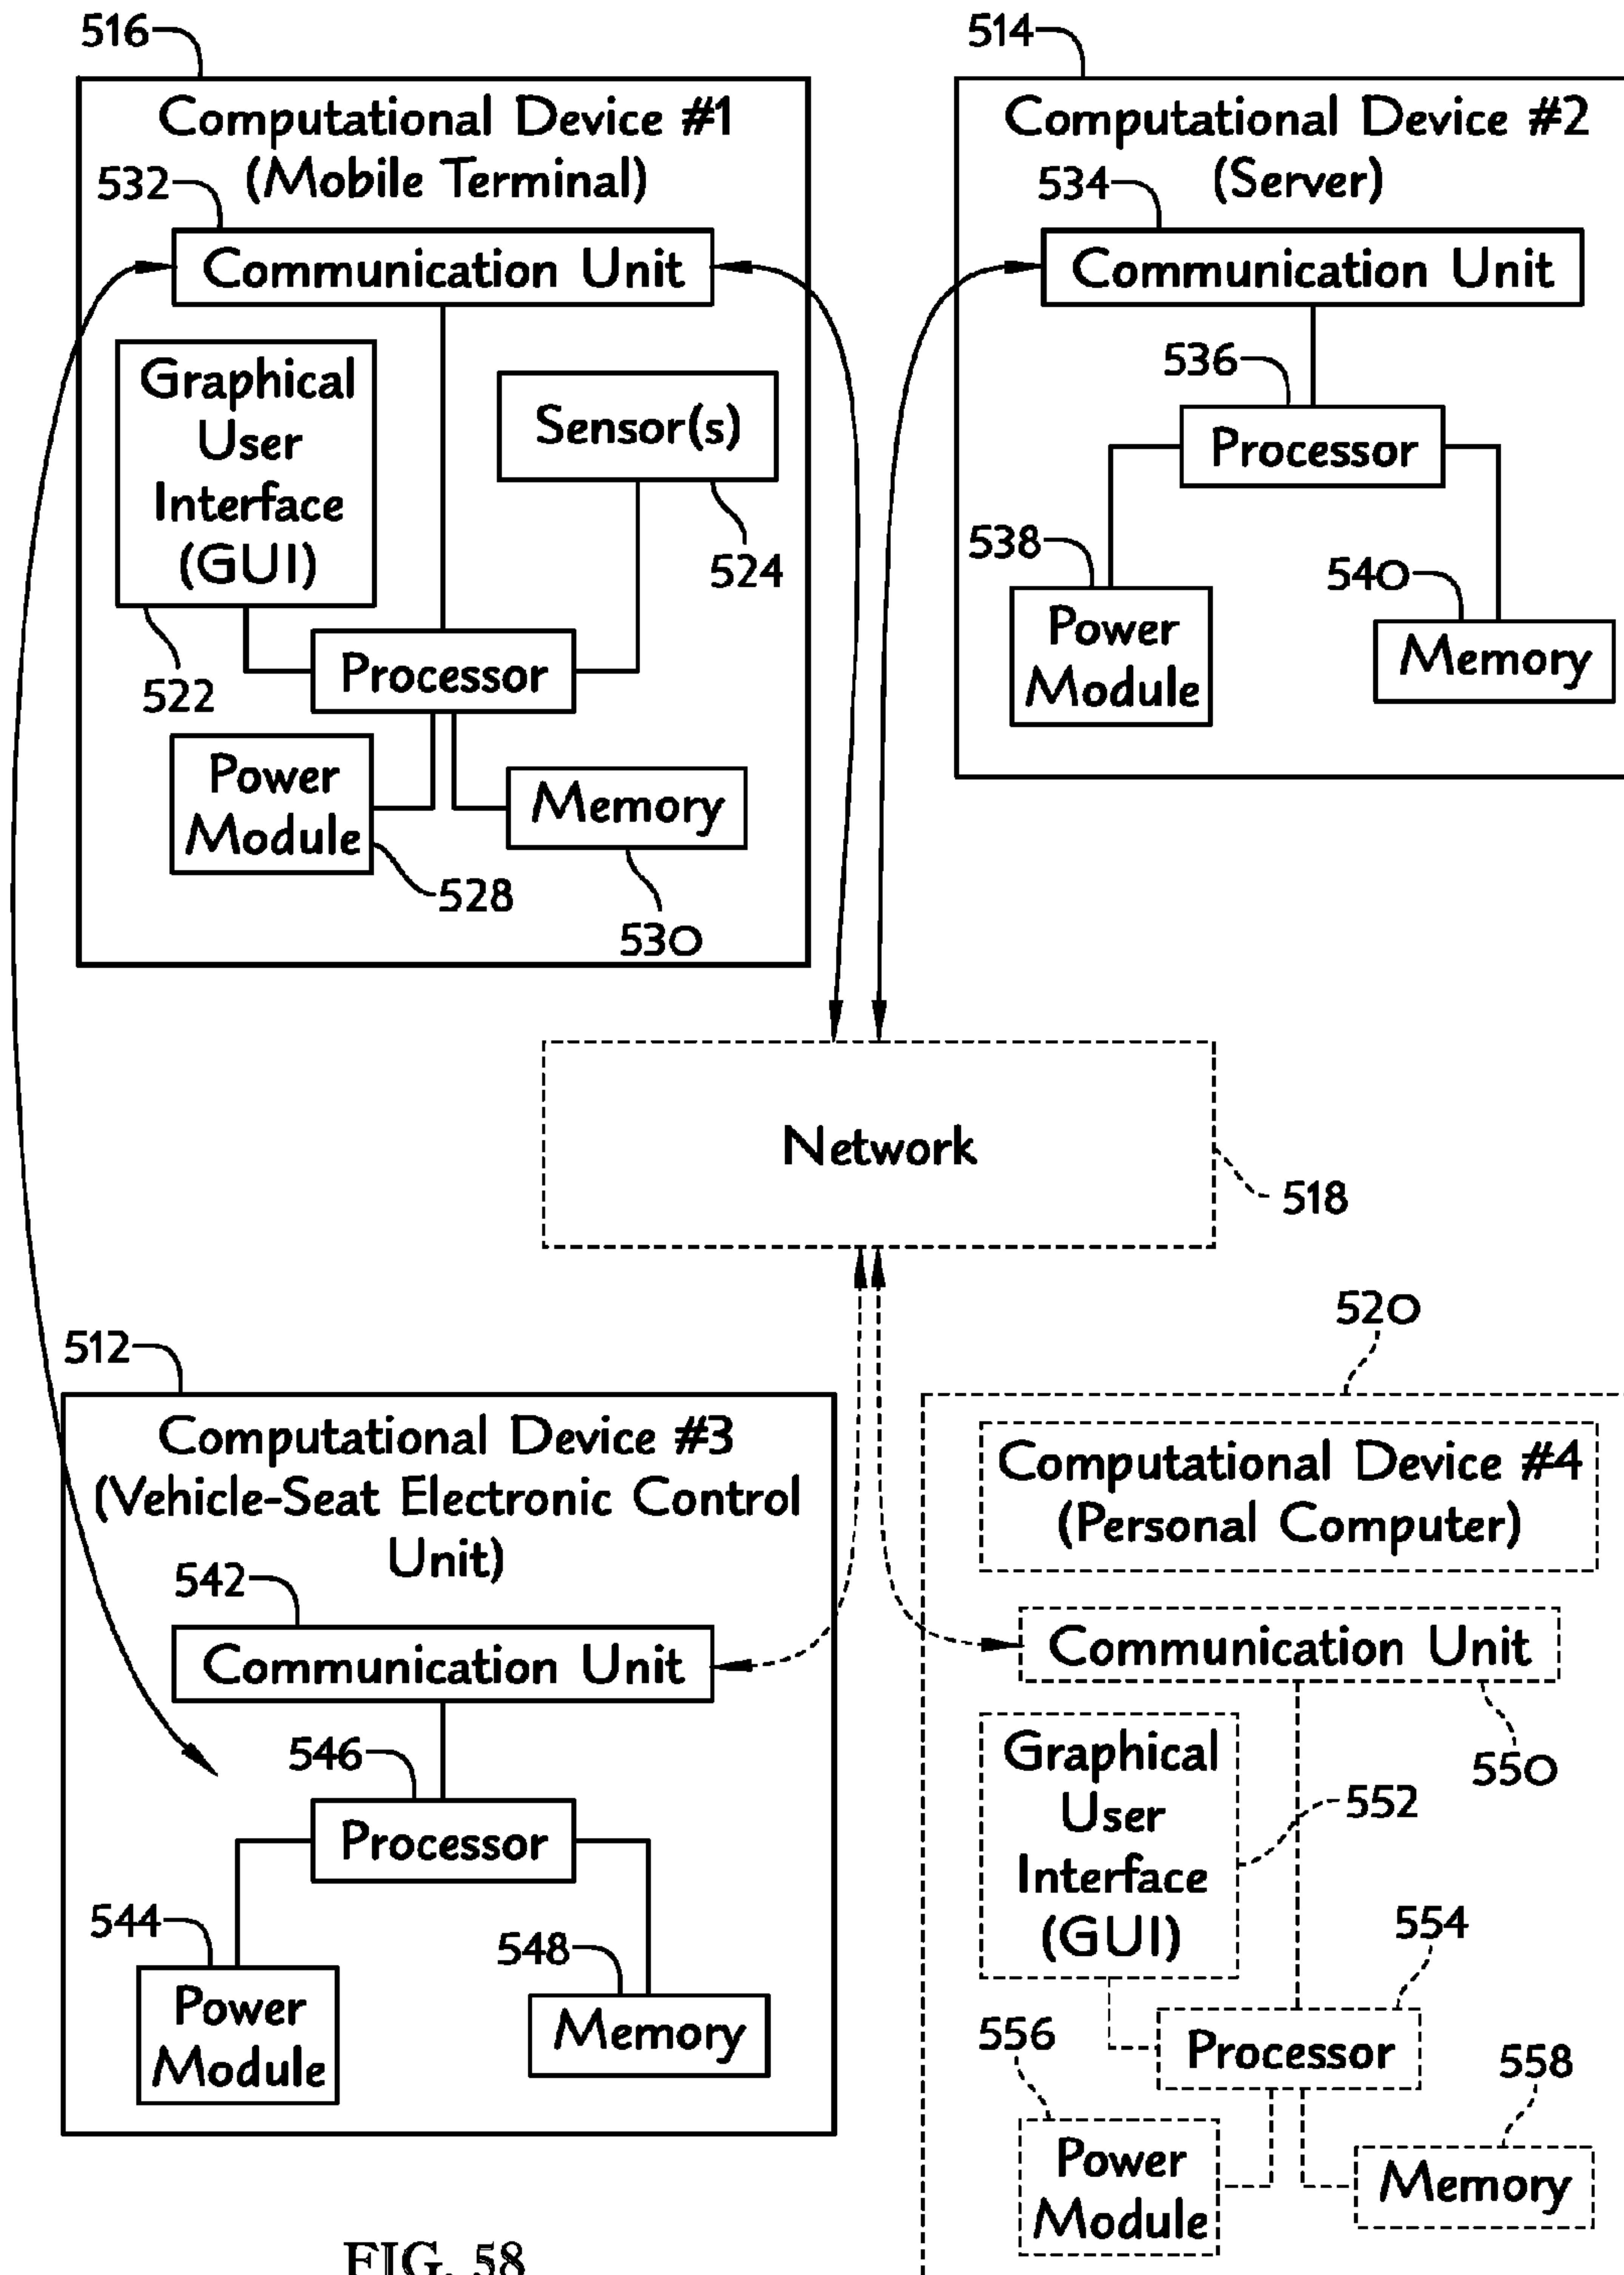 516
Computational Device #1
(Mobile Terminal)
532
Communication Unit
Graphical
User
Interface
(GUI)
522
Sensor(s)
524
Processor
Power
Module
528
Memory
530
514
Computational Device #2
(Server)
534
Communication Unit
536
Processor
538
Power
Module
540
Memory
Network
518
512
Computational Device #3
(Vehicle-Seat Electronic Control
Unit)
542
Communication Unit
546
Processor
544
Power
Module
548
Memory
520
Computational Device #4
(Personal Computer)
Communication Unit
550
Graphical
User
Interface
(GUI)
552
554
Processor
556
Power
Module
558
Memory
FIG. 58